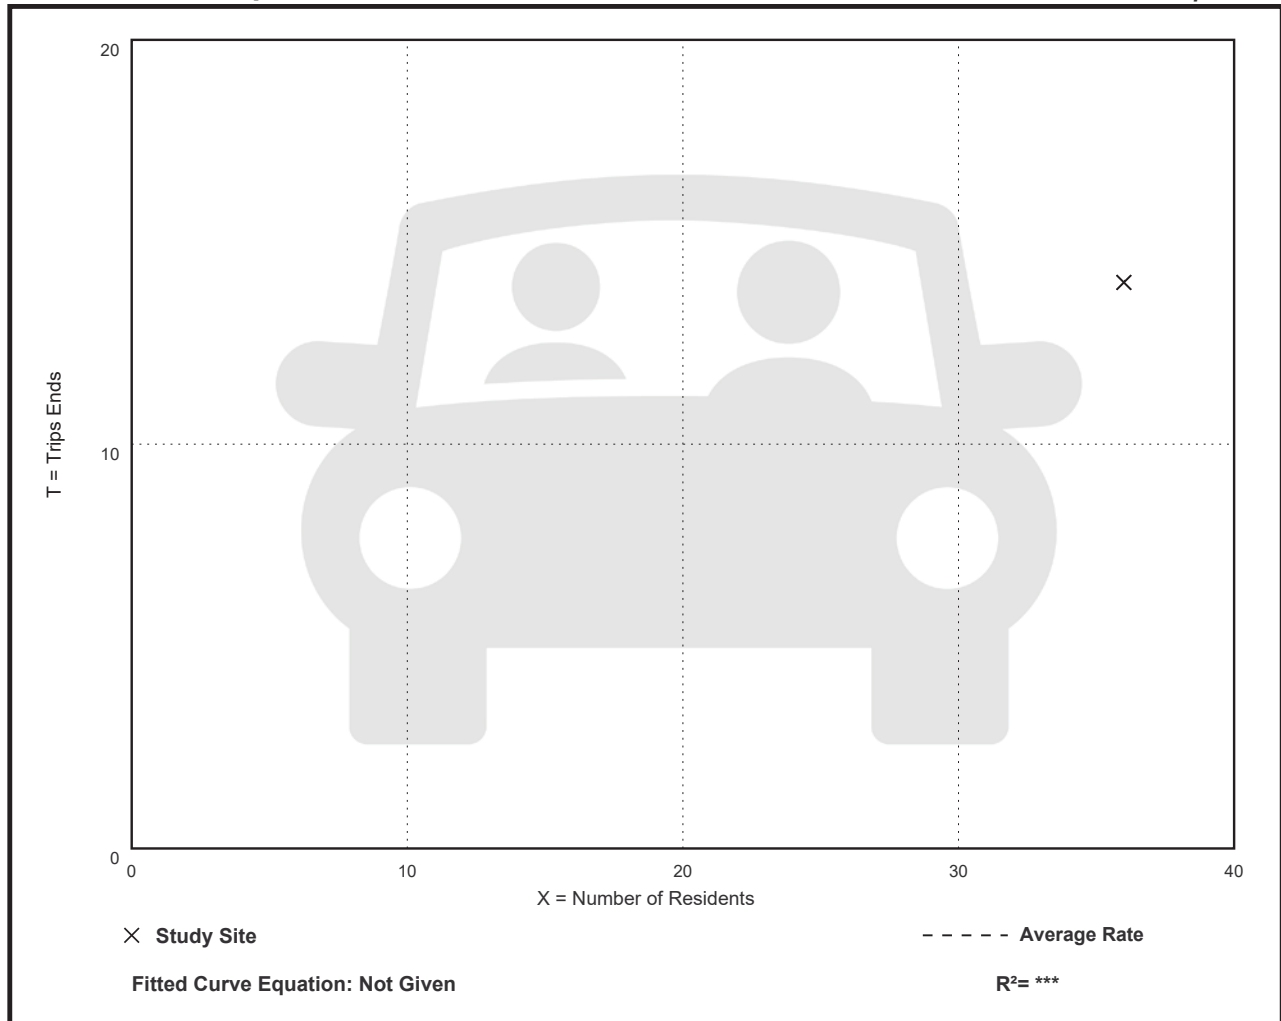 20
10
0
T = Trips Ends
0 10 20 30 40
X = Number of Residents
Study Site
Average Rate
Fitted Curve Equation: Not Given
R²= ***